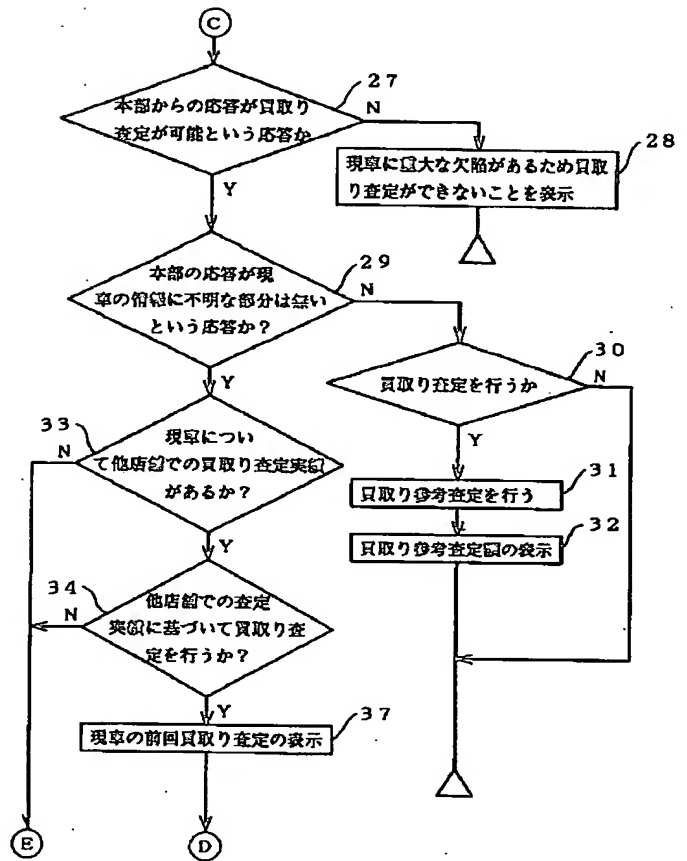 C
27
本部からの応答が買取り
査定が可能という応答か
N
Y
28
現車に重大な欠陥があるため買取
り査定ができないことを表示
29
本部の応答が現
車の情報に不明な部分は無い
という応答か?
N
Y
30
買取り査定を行うか
N
Y
31
買取り参考査定を行う
32
買取り参考査定額の表示
33
現車につい
て他店舗での買取り査定実績
があるか?
N
Y
34
他店舗での査定
実績に基づいて買取り査
定を行うか?
N
Y
37
現車の前回買取り査定の表示
E
D